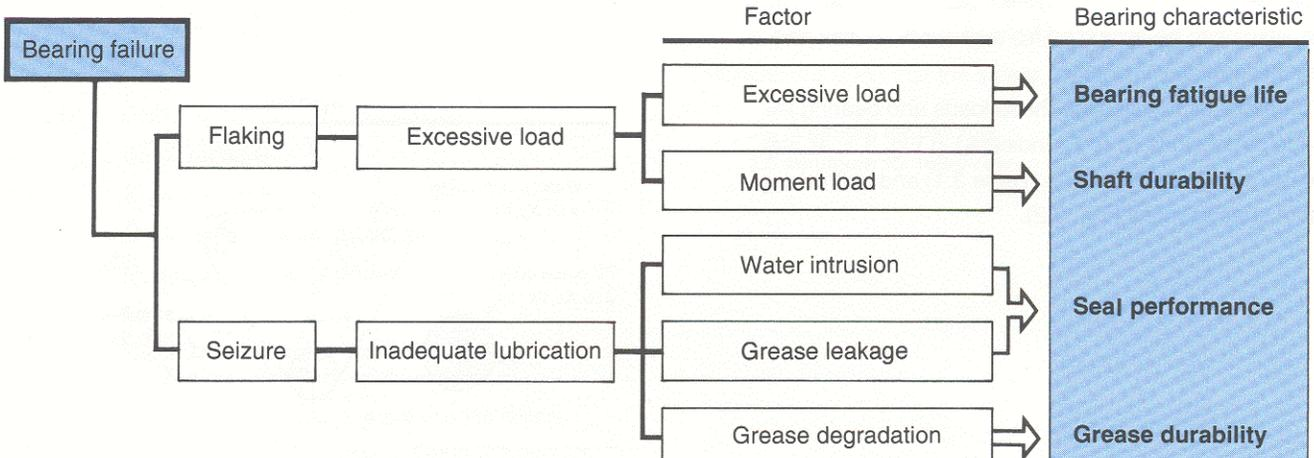 Factor
Bearing characteristic
Bearing failure
Excessive load
Bearing fatigue life
Flaking
Excessive load
Moment load
Shaft durability
Water intrusion
Seal performance
Seizure
Inadequate lubrication
Grease leakage
Grease degradation
Grease durability